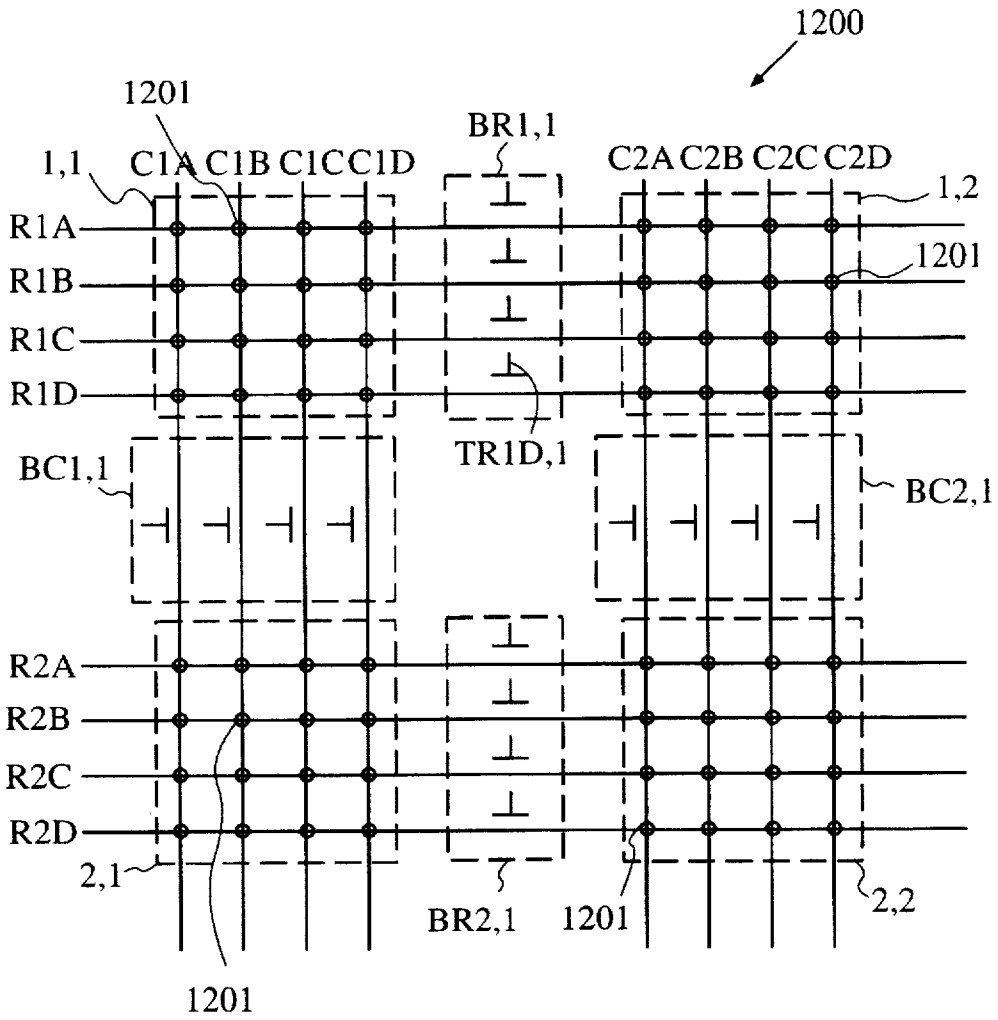 1200
1201
BR1,1
1,1
C1A C1B C1C C1D
C2A C2B C2C C2D
1,2
R1A
1201
R1B
R1C
R1D
TR1D,1
BC1,1
BC2,1
R2A
R2B
R2C
R2D
2,1
BR2,1
1201
2,2
1201